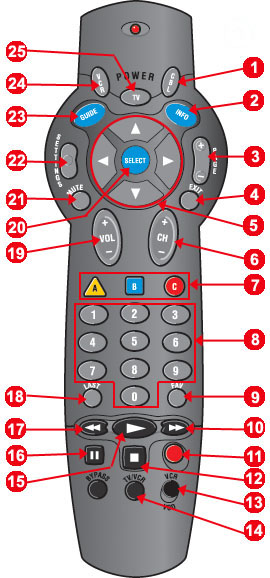 25
POWER
1
24
VCR
TV
CBL
23
GUIDE
INFO
2
22
SETTINGS
+
PAGE
-
3
SELECT
21
MUTE
EXIT
4
20
5
19
+
VOL
-
+
CH
-
6
A
B
C
7
1
2
3
4
5
6
8
7
8
9
18
LAST
0
FAV
9
17
10
16
11
15
12
BYPASS
TV/VCR
VCR
13
VOD
14